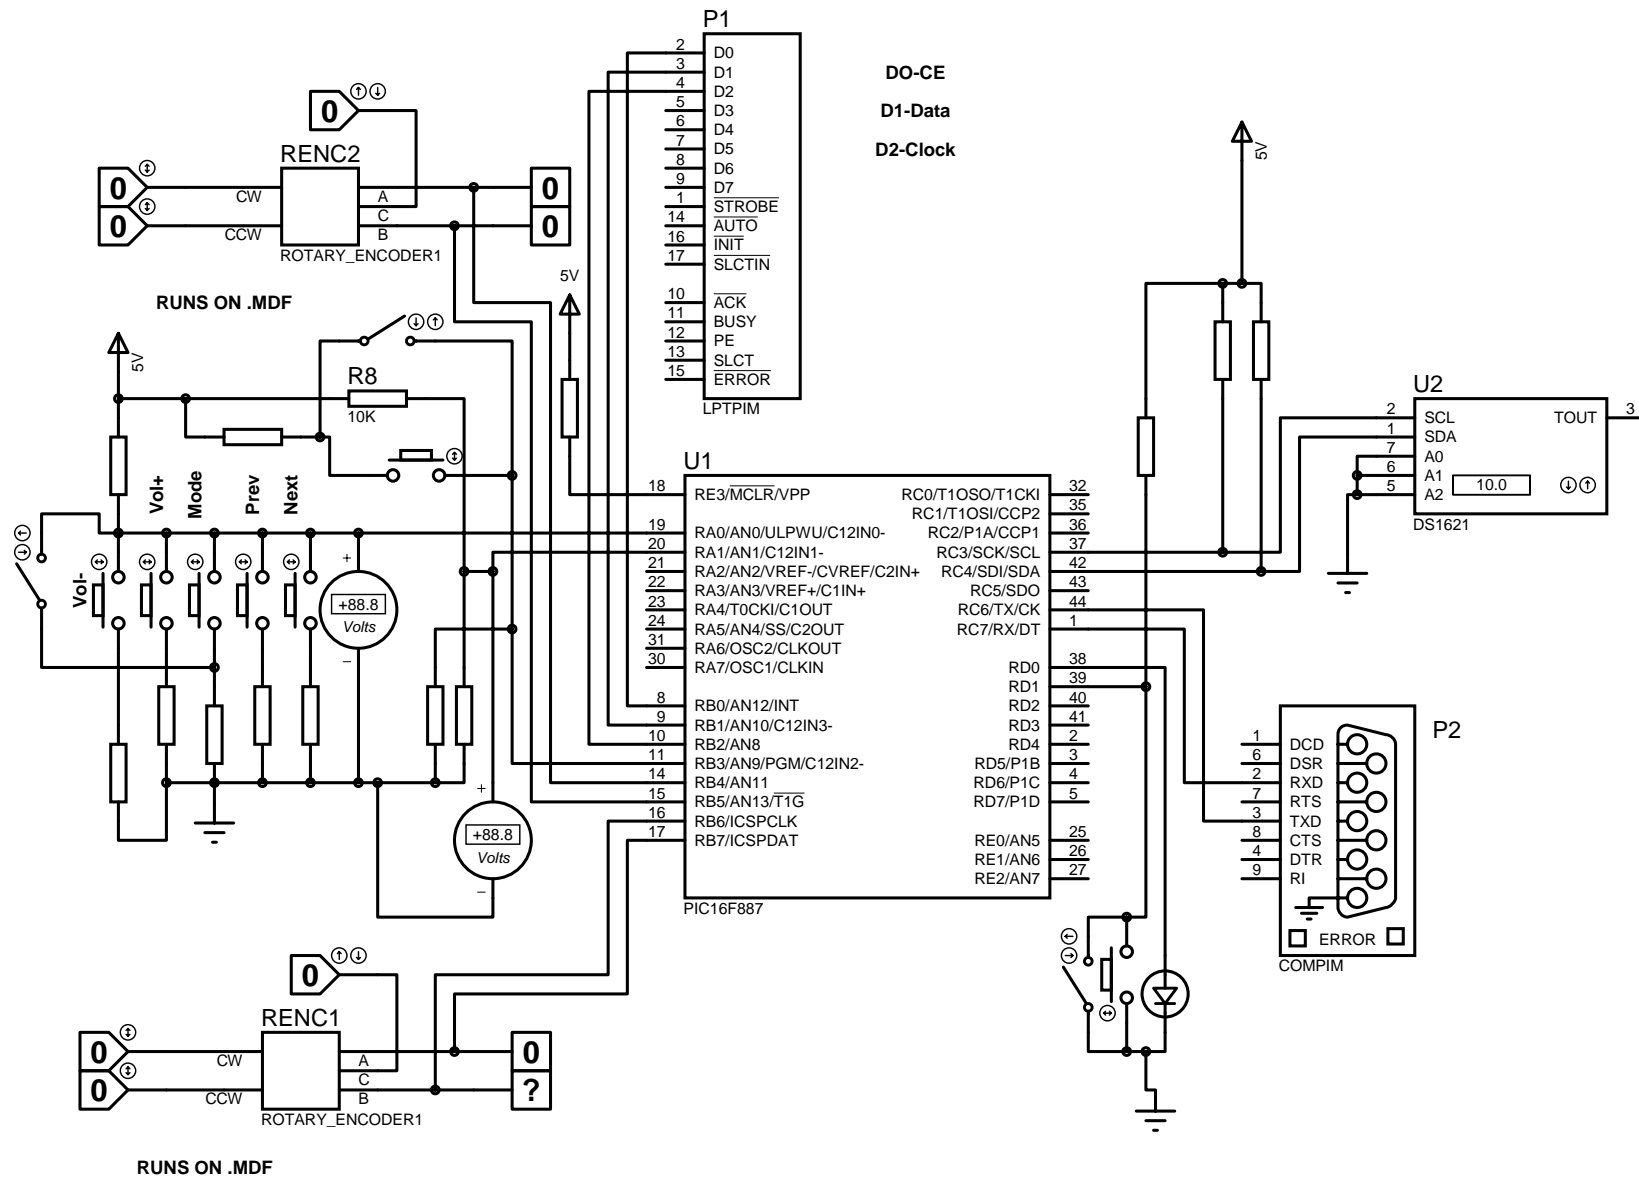 P1
2 D0
3 D1
4 D2
5 D3
6 D4
7 D5
8 D6
9 D7
1 STROBE
14 AUTO
16 INIT
17 SLCTIN
10 ACK
11 BUSY
12 PE
13 SLCT
15 ERROR
LPTPIM
DO-CE
D1-Data
D2-Clock
0
RENC2
0 CW A 0
C
0 CCW B 0
ROTARY_ENCODER1
RUNS ON .MDF
5V
5V
5V
R8
10K
Vol+
Mode
Prev
Next
Vol-
+
+88.8
Volts
−
+
+88.8
Volts
−
U1
18 RE3/MCLR/VPP
19 RA0/AN0/ULPWU/C12IN0-
20 RA1/AN1/C12IN1-
21 RA2/AN2/VREF-/CVREF/C2IN+
22 RA3/AN3/VREF+/C1IN+
23 RA4/T0CKI/C1OUT
24 RA5/AN4/SS/C2OUT
31 RA6/OSC2/CLKOUT
30 RA7/OSC1/CLKIN
8 RB0/AN12/INT
9 RB1/AN10/C12IN3-
10 RB2/AN8
11 RB3/AN9/PGM/C12IN2-
14 RB4/AN11
15 RB5/AN13/T1G
16 RB6/ICSPCLK
17 RB7/ICSPDAT
RC0/T1OSO/T1CKI 32
RC1/T1OSI/CCP2 35
RC2/P1A/CCP1 36
RC3/SCK/SCL 37
RC4/SDI/SDA 42
RC5/SDO 43
RC6/TX/CK 44
RC7/RX/DT 1
RD0 38
RD1 39
RD2 40
RD3 41
RD4 2
RD5/P1B 3
RD6/P1C 4
RD7/P1D 5
RE0/AN5 25
RE1/AN6 26
RE2/AN7 27
PIC16F887
U2
2 SCL TOUT 3
1 SDA
7 A0
6 A1
5 A2
10.0
DS1621
P2
1 DCD
6 DSR
2 RXD
7 RTS
3 TXD
8 CTS
4 DTR
9 RI
ERROR
COMPIM
0
RENC1
0 CW A 0
C
0 CCW B ?
ROTARY_ENCODER1
RUNS ON .MDF